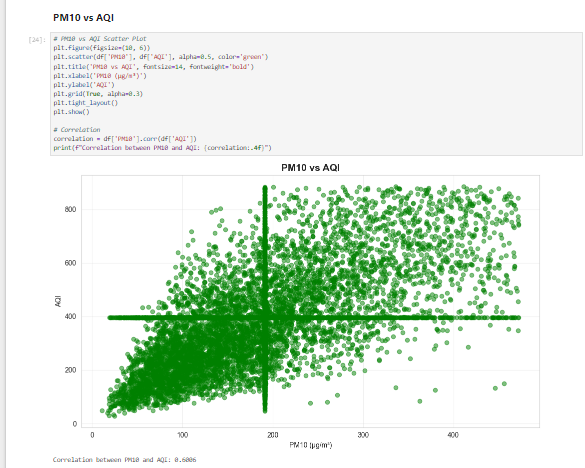 PM10 vs AQI
[24]:
# PM10 vs AQI Scatter Plot
plt.figure(figsize=(10, 6))
plt.scatter(df['PM10'], df['AQI'], alpha=0.5, color='green')
plt.title('PM10 vs AQI', fontsize=14, fontweight='bold')
plt.xlabel('PM10 (µg/m³)')
plt.ylabel('AQI')
plt.grid(True, alpha=0.3)
plt.tight_layout()
plt.show()
# Correlation
correlation = df['PM10'].corr(df['AQI'])
print(f"Correlation between PM10 and AQI: {correlation:.4f}")
PM10 vs AQI
800
600
400
200
0
AQI
0 100 200 300 400
PM10 (µg/m³)
Correlation between PM10 and AQI: 0.6006